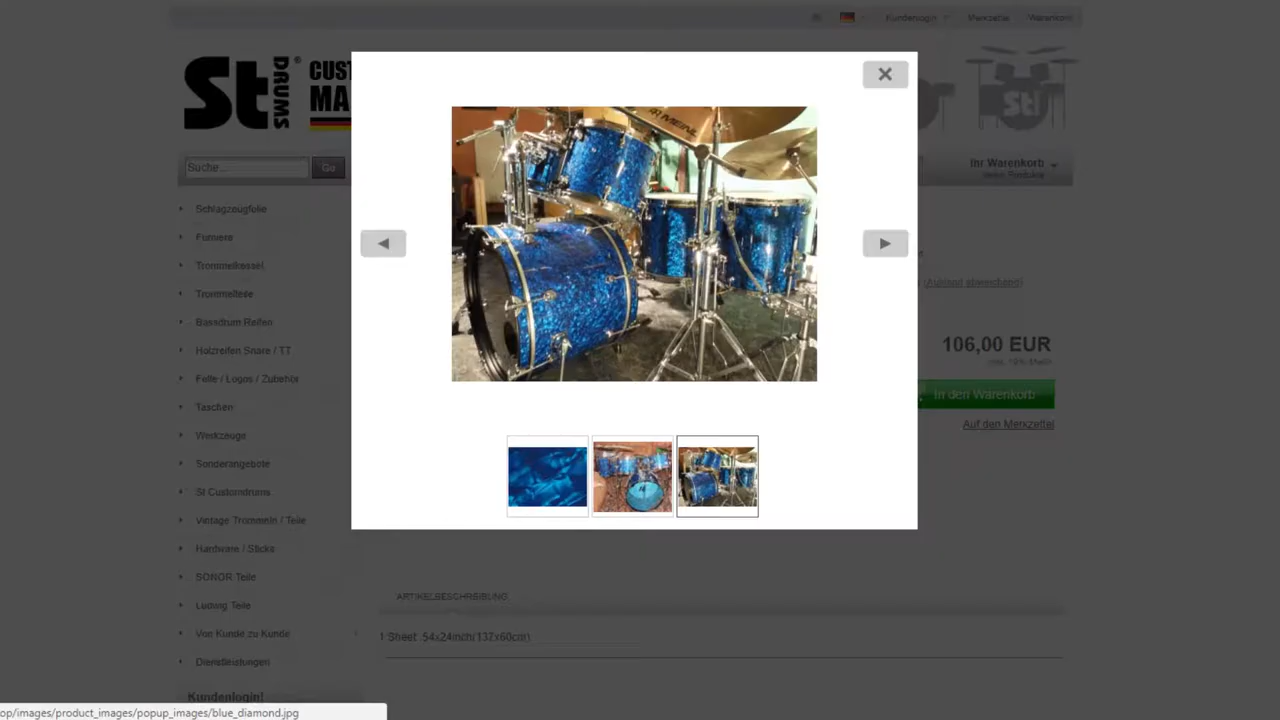 Kundenlogin
Merkzettel
Warenkorb
St
DRUMS
®
CUST
MA
St
Suche...
Go
Ihr Warenkorb
MEINL
Schlagzeugfolie
Furniere
Trommelkessel
Trommelteile
Bassdrum Reifen
Holzreifen Snare / TT
Felle / Logos / Zubehör
Taschen
Werkzeuge
Sonderangebote
St Customdrums
Vintage Trommeln / Teile
Hardware / Sticks
SONOR Teile
Ludwig Teile
Von Kunde zu Kunde
Dienstleistungen
Kundenlogin!
106,00 EUR
In den Warenkorb
Auf den Merkzettel
ARTIKELBESCHREIBUNG
1 Sheet .54x24inch(137x60cm)
op/images/product_images/popup_images/blue_diamond.jpg